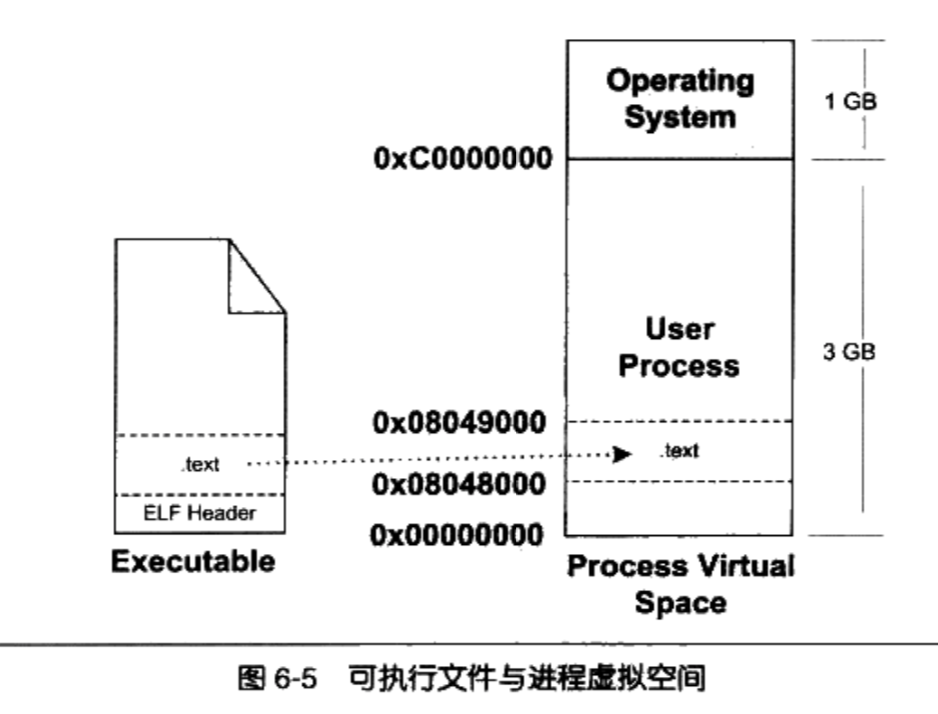 Operating
System
1 GB
0xC0000000
User
Process
3 GB
0x08049000
.text
.text
0x08048000
ELF Header
0x00000000
Executable
Process Virtual
Space
图 6-5 可执行文件与进程虚拟空间